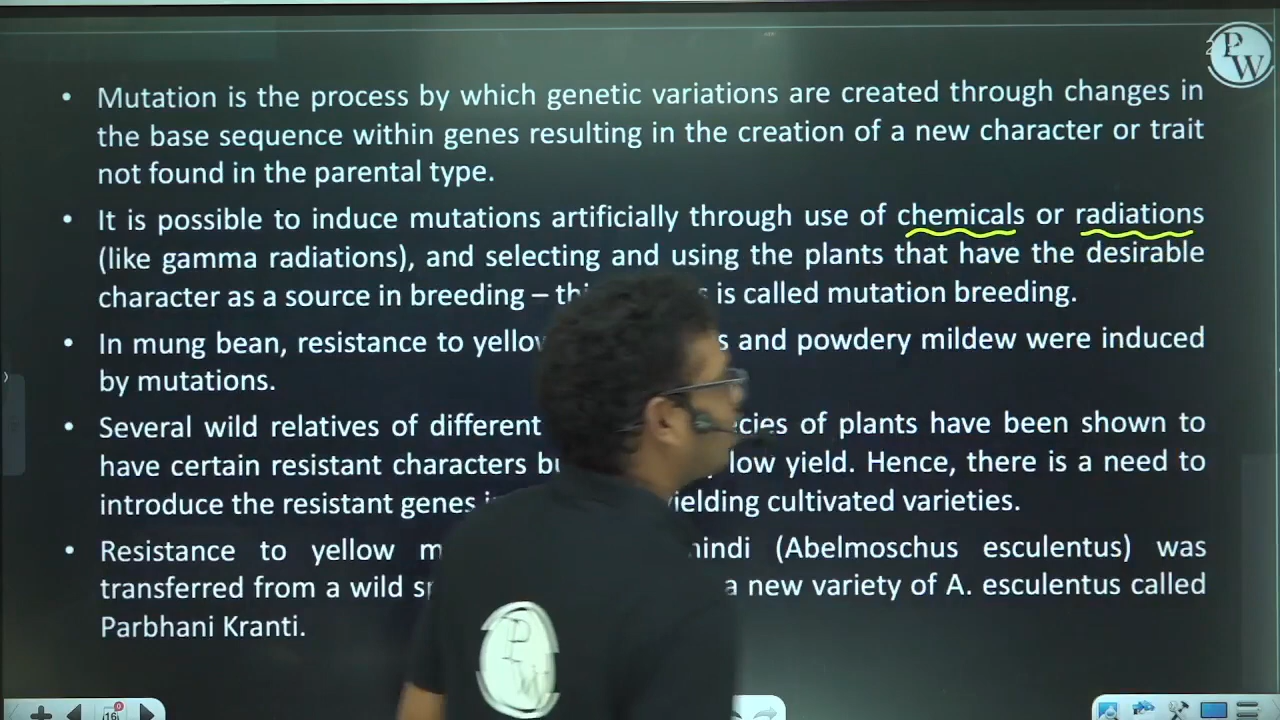 PW
• Mutation is the process by which genetic variations are created through changes in
the base sequence within genes resulting in the creation of a new character or trait
not found in the parental type.
• It is possible to induce mutations artificially through use of chemicals or radiations
(like gamma radiations), and selecting and using the plants that have the desirable
character as a source in breeding – is called mutation breeding.
• In mung bean, resistance to and powdery mildew were induced
by mutations.
• Several wild relatives of different of plants have been shown to
have certain resistant characters low yield. Hence, there is a need to
introduce the resistant genes cultivated varieties.
• Resistance to yellow (Abelmoschus esculentus) was
transferred from a wild a new variety of A. esculentus called
Parbhani Kranti.
PW
16